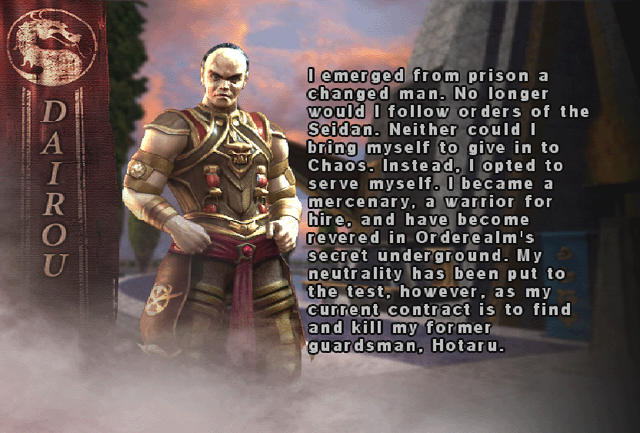 DAIROU
I emerged from prison a
changed man. No longer
would I follow orders of the
Seidan. Neither could I
bring myself to give in to
Chaos. Instead, I opted to
serve myself. I became a
mercenary, a warrior for
hire, and have become
revered in Orderealm's
secret underground. My
neutrality has been put to
the test, however, as my
current contract is to find
and kill my former
guardsman, Hotaru.